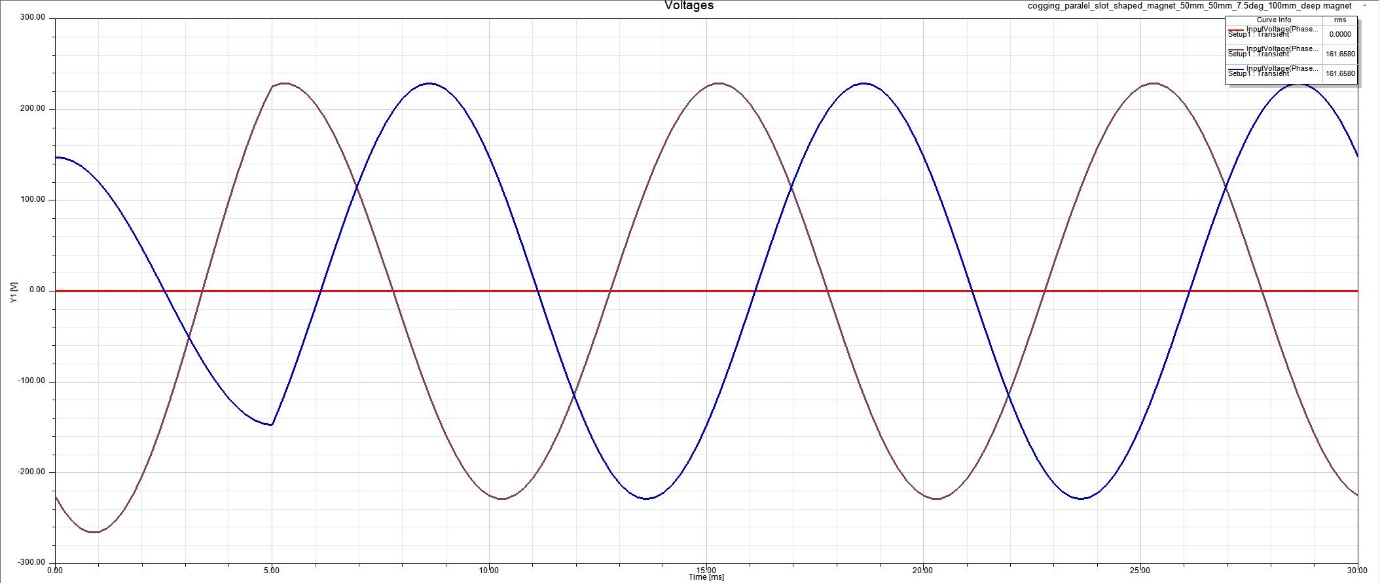 Voltages
cogging_paralel_slot_shaped_magnet_50mm_50mm_7.5deg_100mm_deep magnet
Curve Info rms
InputVoltage(Phase...
Setup1 : Transient 0.0000
InputVoltage(Phase...
Setup1 : Transient 161.6580
InputVoltage(Phase...
Setup1 : Transient 161.6580
300.00
200.00
100.00
0.00
-100.00
-200.00
-300.00
Y1 [V]
0.00 5.00 10.00 15.00 20.00 25.00 30.00
Time [ms]